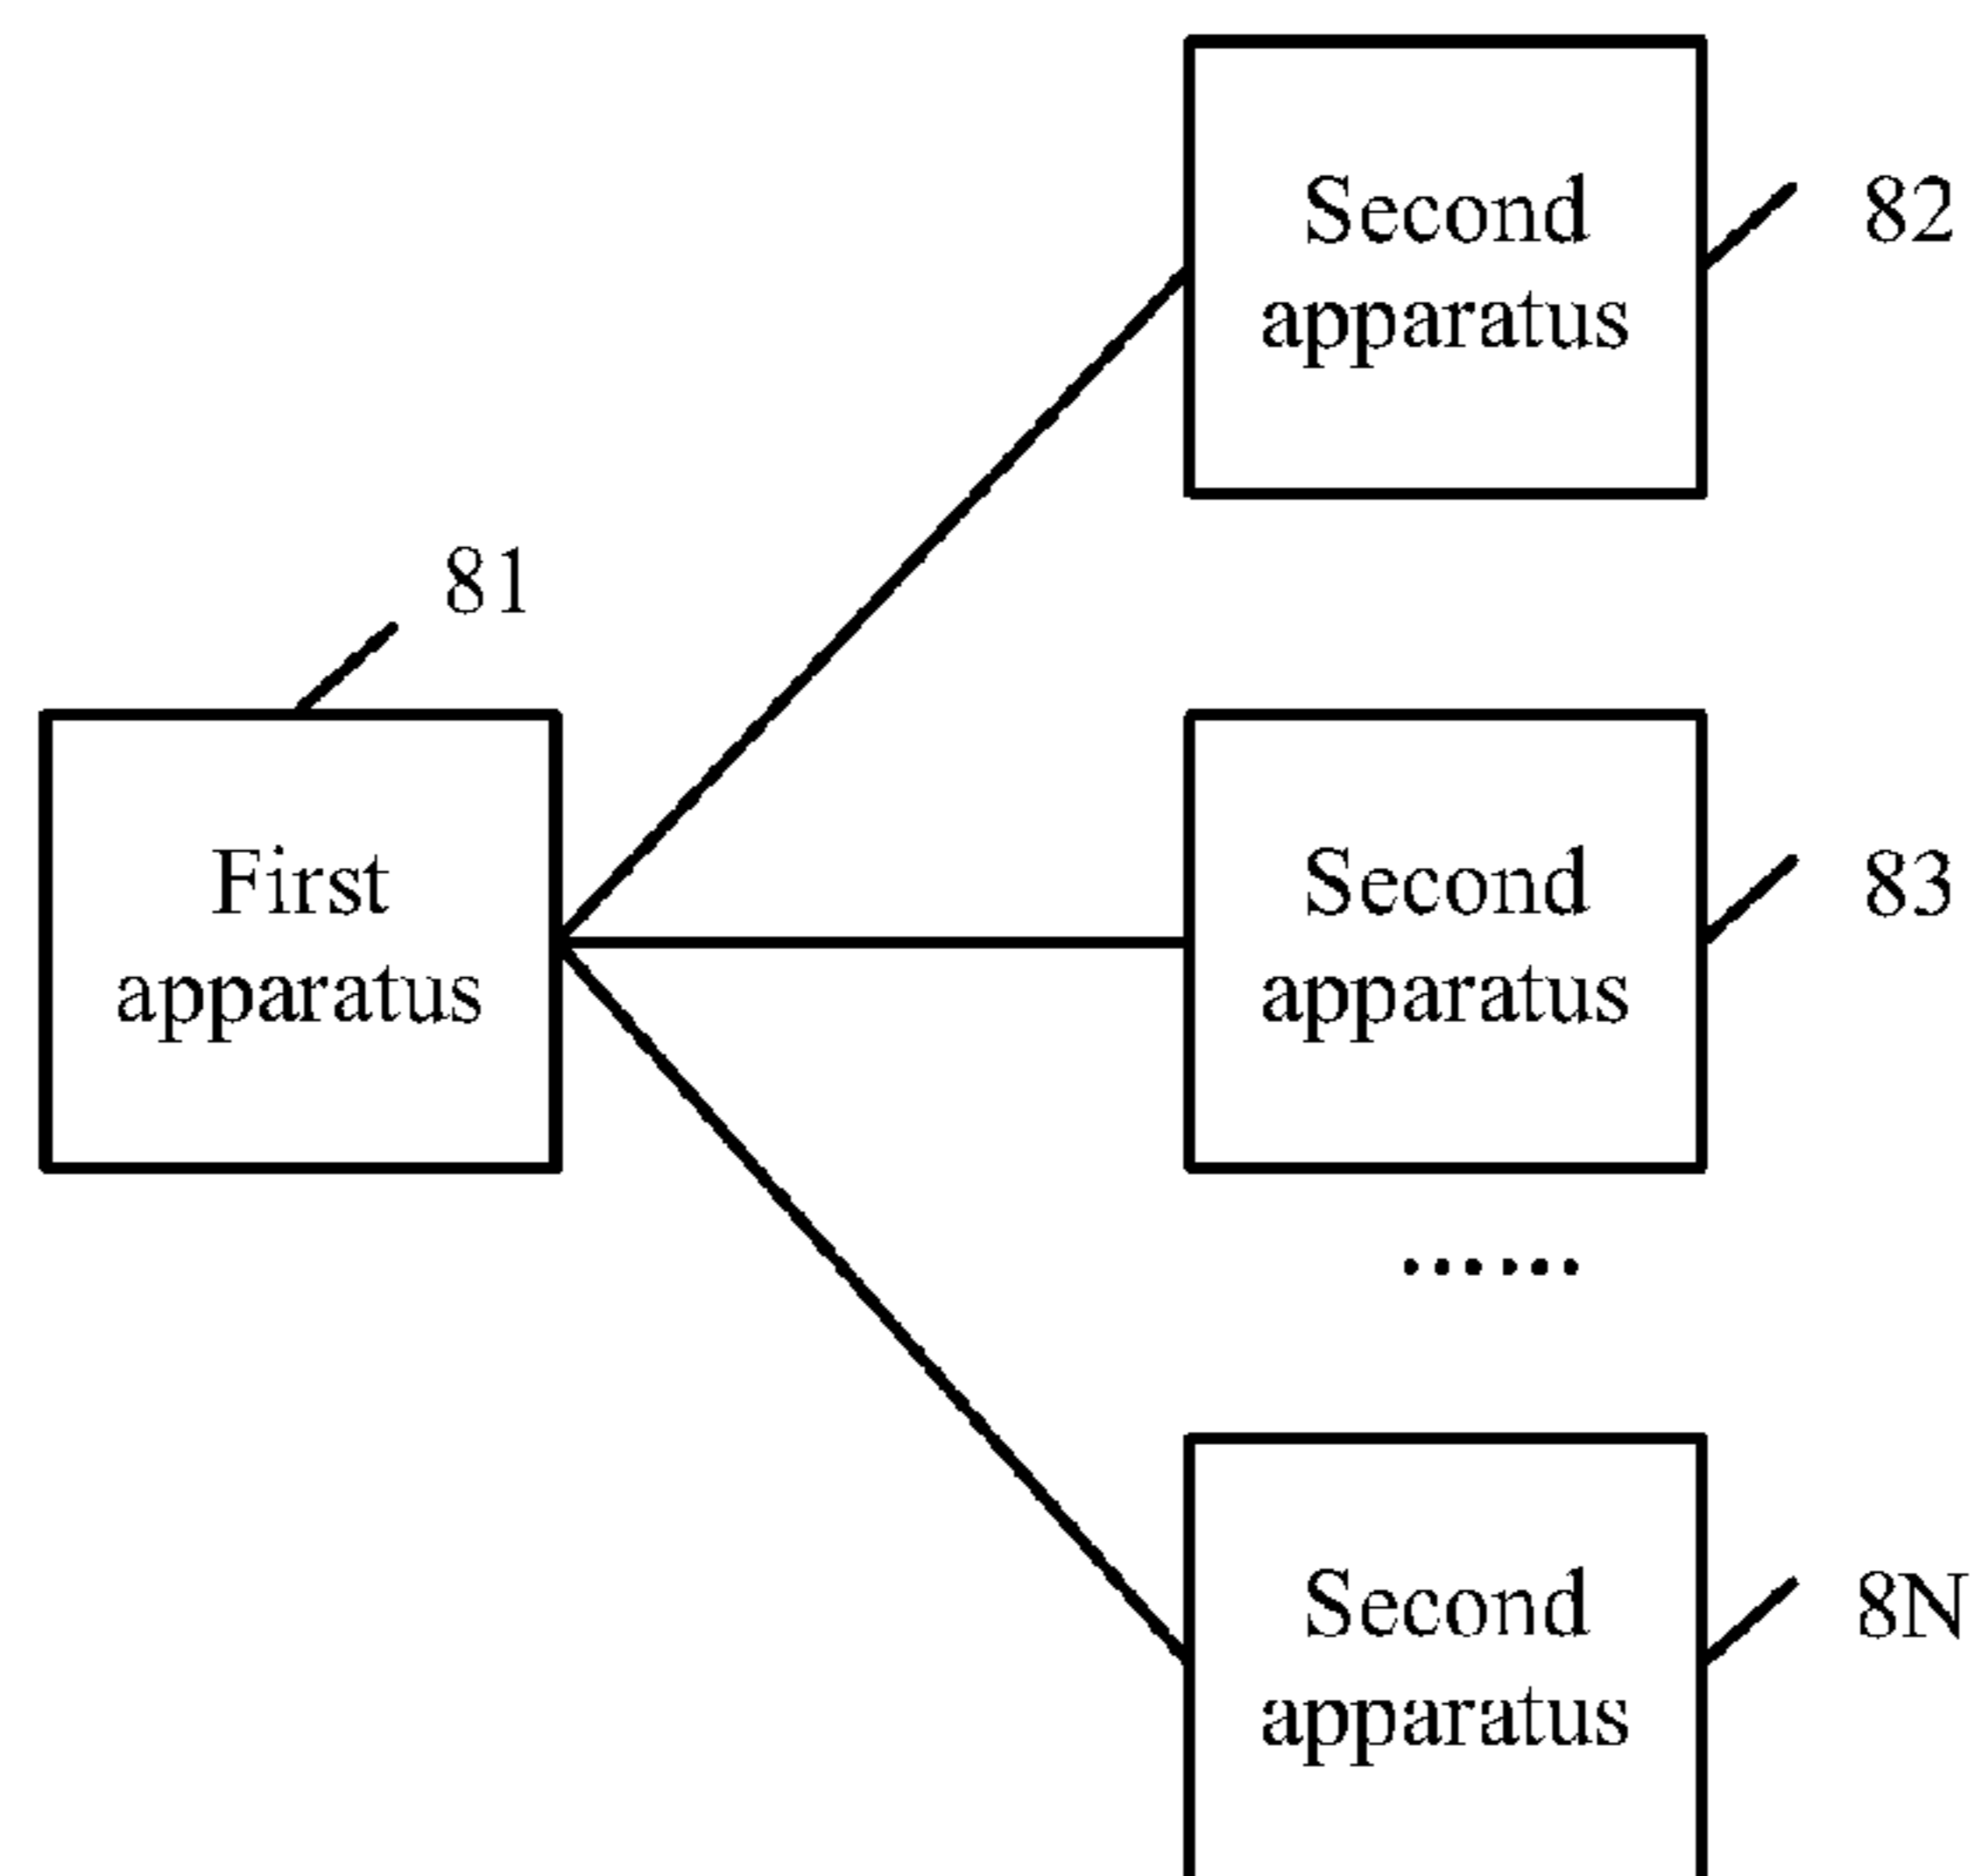 Second
apparatus
82
81
First
apparatus
Second
apparatus
83
......
Second
apparatus
8N